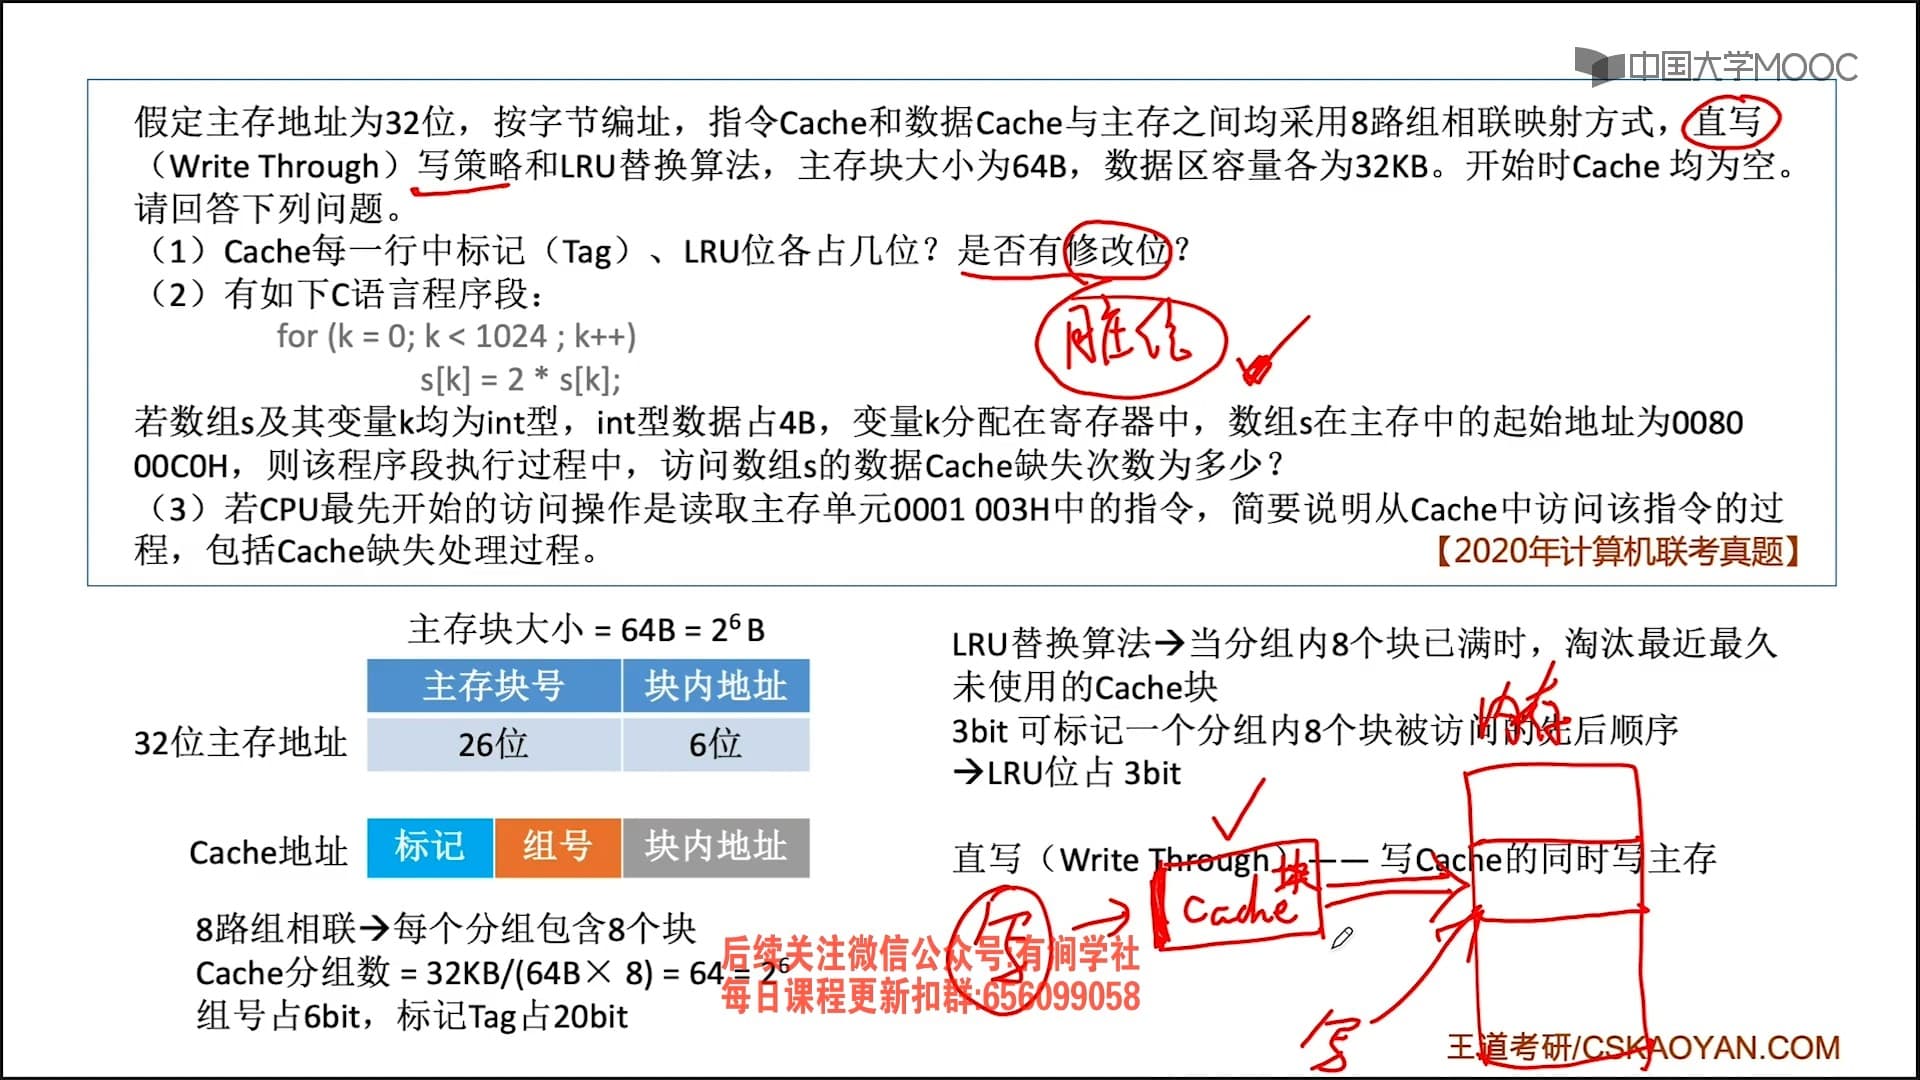 中国大学MOOC
假定主存地址为32位，按字节编址，指令Cache和数据Cache与主存之间均采用8路组相联映射方式，直写
（Write Through）写策略和LRU替换算法，主存块大小为64B，数据区容量各为32KB。开始时Cache 均为空。
请回答下列问题。
（1）Cache每一行中标记（Tag）、LRU位各占几位？是否有修改位？
（2）有如下C语言程序段：
for (k = 0; k < 1024 ; k++)
s[k] = 2 * s[k];
脏位
若数组s及其变量k均为int型，int型数据占4B，变量k分配在寄存器中，数组s在主存中的起始地址为0080
00C0H，则该程序段执行过程中，访问数组s的数据Cache缺失次数为多少？
（3）若CPU最先开始的访问操作是读取主存单元0001 003H中的指令，简要说明从Cache中访问该指令的过
程，包括Cache缺失处理过程。
【2020年计算机联考真题】
主存块大小 = 64B = 2⁶ B
主存块号 块内地址
32位主存地址 26位 6位
Cache地址 标记 组号 块内地址
8路组相联→每个分组包含8个块
Cache分组数 = 32KB/(64B× 8) = 64 = 2⁶
组号占6bit，标记Tag占20bit
LRU替换算法→当分组内8个块已满时，淘汰最近最久
未使用的Cache块
3bit 可标记一个分组内8个块被访问的先后顺序
→LRU位占 3bit
内存
直写（Write Through）—— 写Cache的同时写主存
Cache块
写
写
后续关注微信公众号:有涧学社
每日课程更新扣群:656099058
王道考研/CSKAOYAN.COM